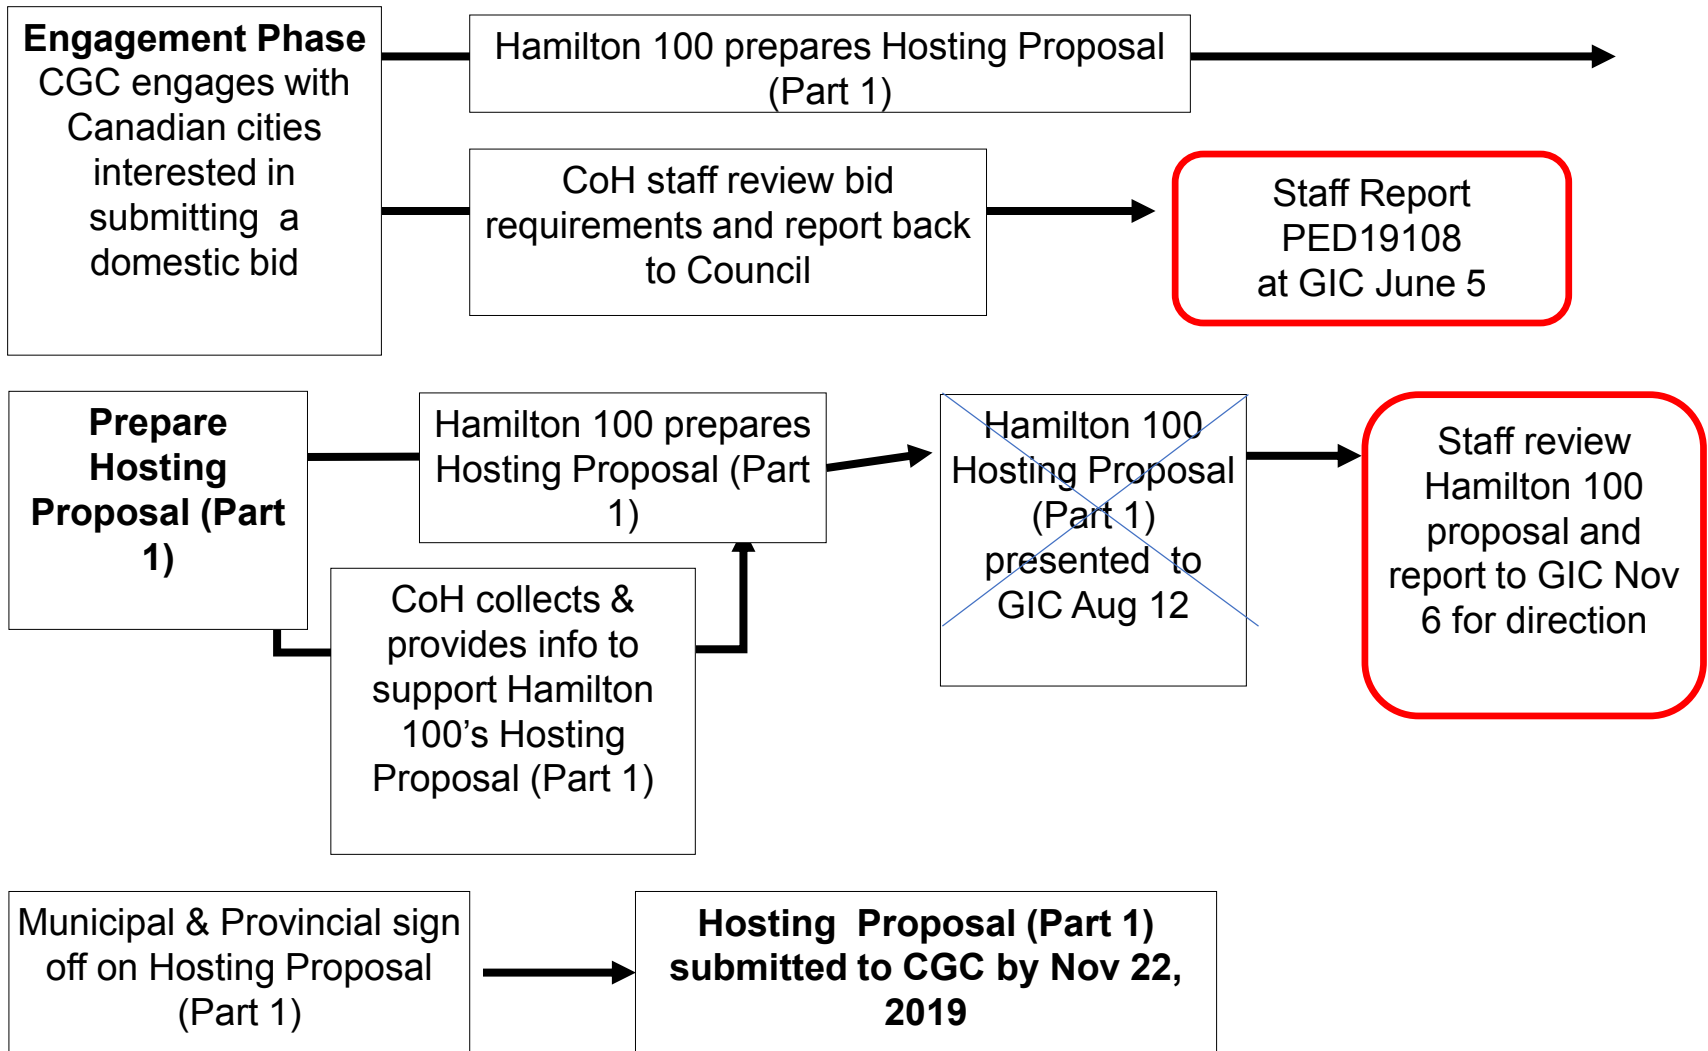 Engagement Phase
CGC engages with
Canadian cities
interested in
submitting a
domestic bid
Hamilton 100 prepares Hosting Proposal
(Part 1)
CoH staff review bid
requirements and report back
to Council
Staff Report
PED19108
at GIC June 5
Prepare
Hosting
Proposal (Part
1)
Hamilton 100 prepares
Hosting Proposal (Part
1)
CoH collects &
provides info to
support Hamilton
100’s Hosting
Proposal (Part 1)
Hamilton 100
Hosting Proposal
(Part 1)
presented to
GIC Aug 12
Staff review
Hamilton 100
proposal and
report to GIC Nov
6 for direction
Municipal & Provincial sign
off on Hosting Proposal
(Part 1)
Hosting Proposal (Part 1)
submitted to CGC by Nov 22,
2019